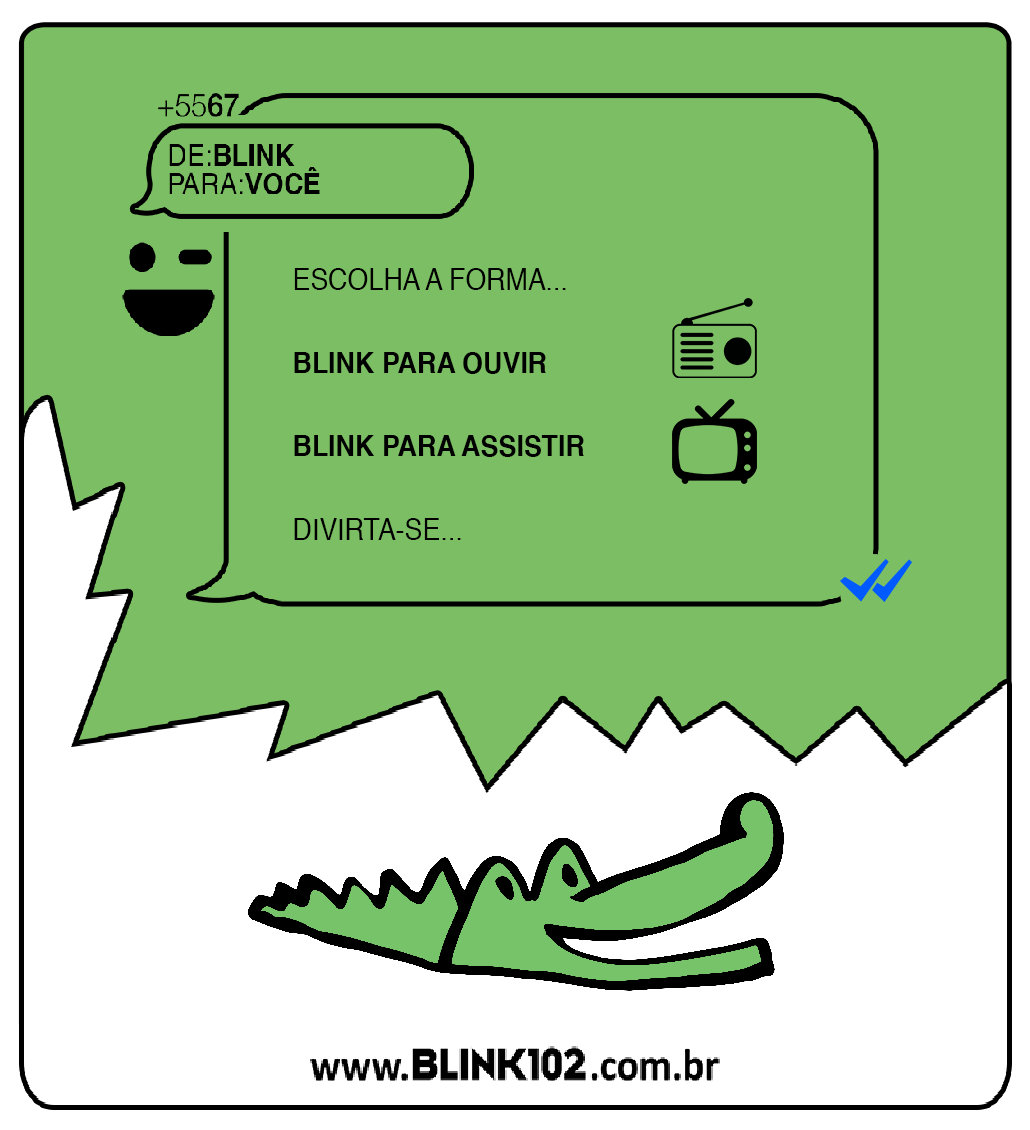 +5567
DE:BLINK
PARA:VOCÊ
ESCOLHA A FORMA...
BLINK PARA OUVIR
BLINK PARA ASSISTIR
DIVIRTA-SE...
www.BLINK102.com.br